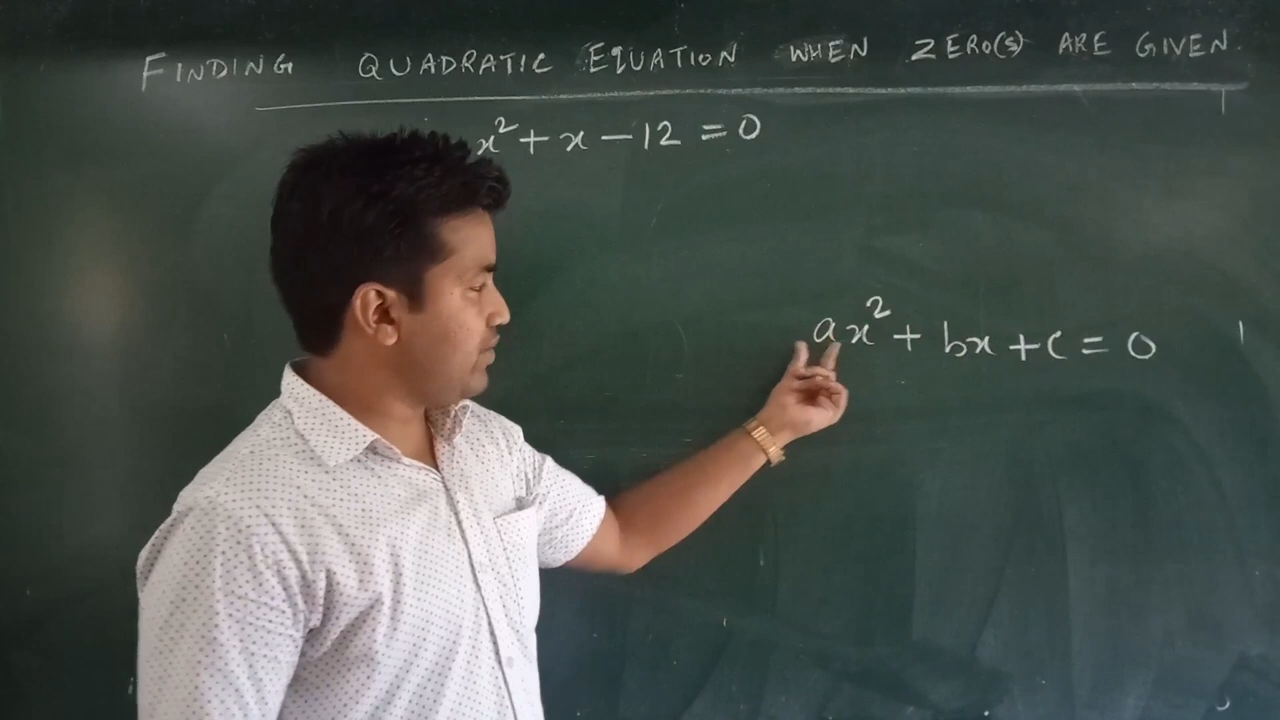 FINDING QUADRATIC EQUATION WHEN ZERO(S) ARE GIVEN
x² + x - 12 = 0
ax² + bx + c = 0